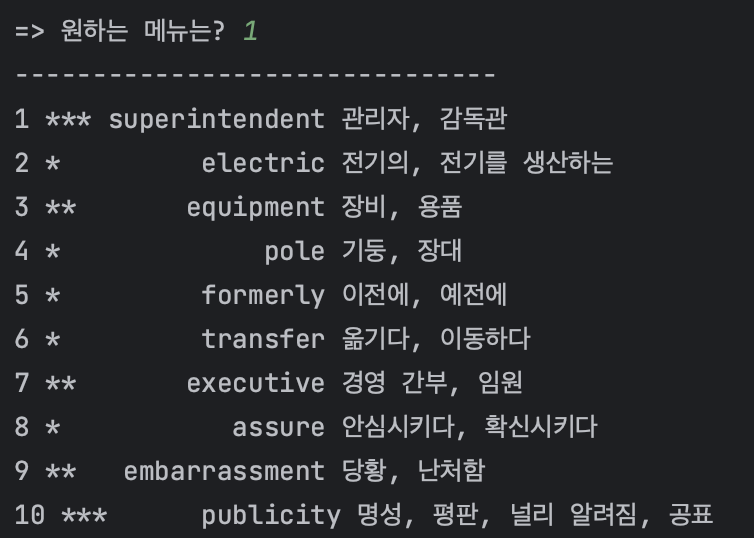 => 원하는 메뉴는? 1
-------------------------------
1 *** superintendent 관리자, 감독관
2 *         electric 전기의, 전기를 생산하는
3 **       equipment 장비, 용품
4 *             pole 기둥, 장대
5 *         formerly 이전에, 예전에
6 *         transfer 옮기다, 이동하다
7 **       executive 경영 간부, 임원
8 *           assure 안심시키다, 확신시키다
9 **   embarrassment 당황, 난처함
10 ***      publicity 명성, 평판, 널리 알려짐, 공표